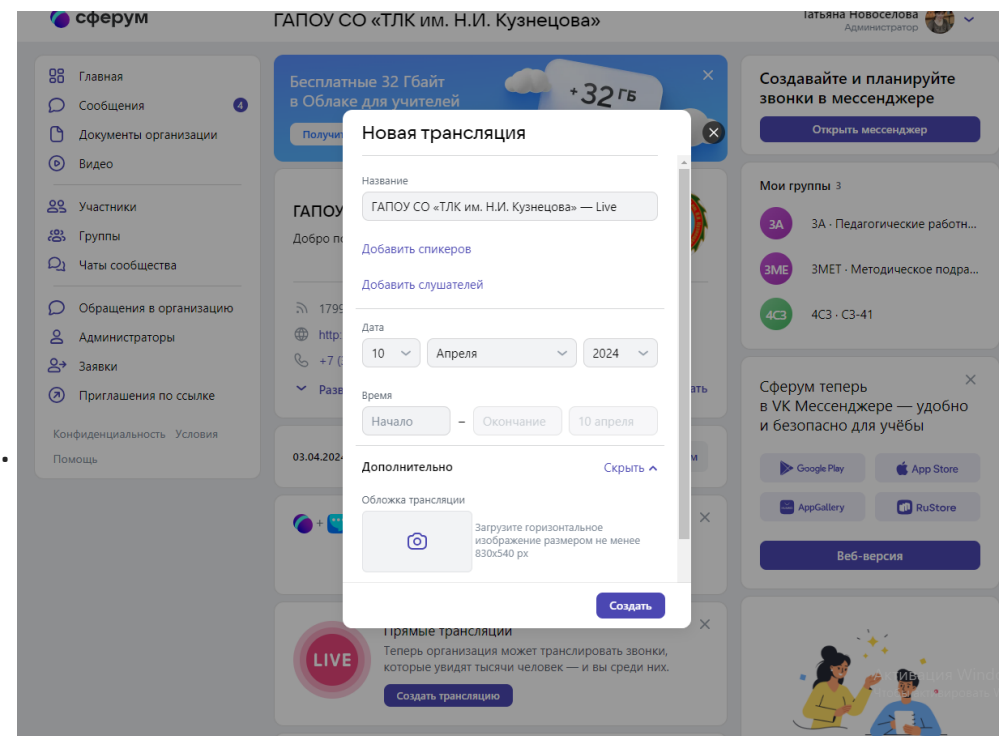 сферум
ГАПОУ СО «ТЛК им. Н.И. Кузнецова»
Татьяна Новоселова
Администратор
Главная
Сообщения 4
Документы организации
Видео
Участники
Группы
Чаты сообщества
Обращения в организацию
Администраторы
Заявки
Приглашения по ссылке
Конфиденциальность Условия
Помощь
Бесплатные 32 Гбайт
в Облаке для учителей
+32 ГБ
ГАПОУ
1799
http:
+7
03.04.2024
Новая трансляция
Название
ГАПОУ СО «ТЛК им. Н.И. Кузнецова» — Live
Добавить спикеров
Добавить слушателей
Дата
10 Апреля 2024
Время
Начало – Окончание 10 апреля
Дополнительно Скрыть
Обложка трансляции
Загрузите горизонтальное
изображение размером не менее
830x540 px
Создать
LIVE
Прямые трансляции
Теперь организация может транслировать звонки,
которые увидят тысячи человек — и вы среди них.
Создать трансляцию
Создавайте и планируйте
звонки в мессенджере
Открыть мессенджер
Мои группы 3
3А 3А · Педагогические работн...
3МЕ 3МЕТ · Методическое подра...
4С3 4С3 · С3-41
Сферум теперь
в VK Мессенджере — удобно
и безопасно для учёбы
Google Play App Store
AppGallery RuStore
Веб-версия
Активация Windo